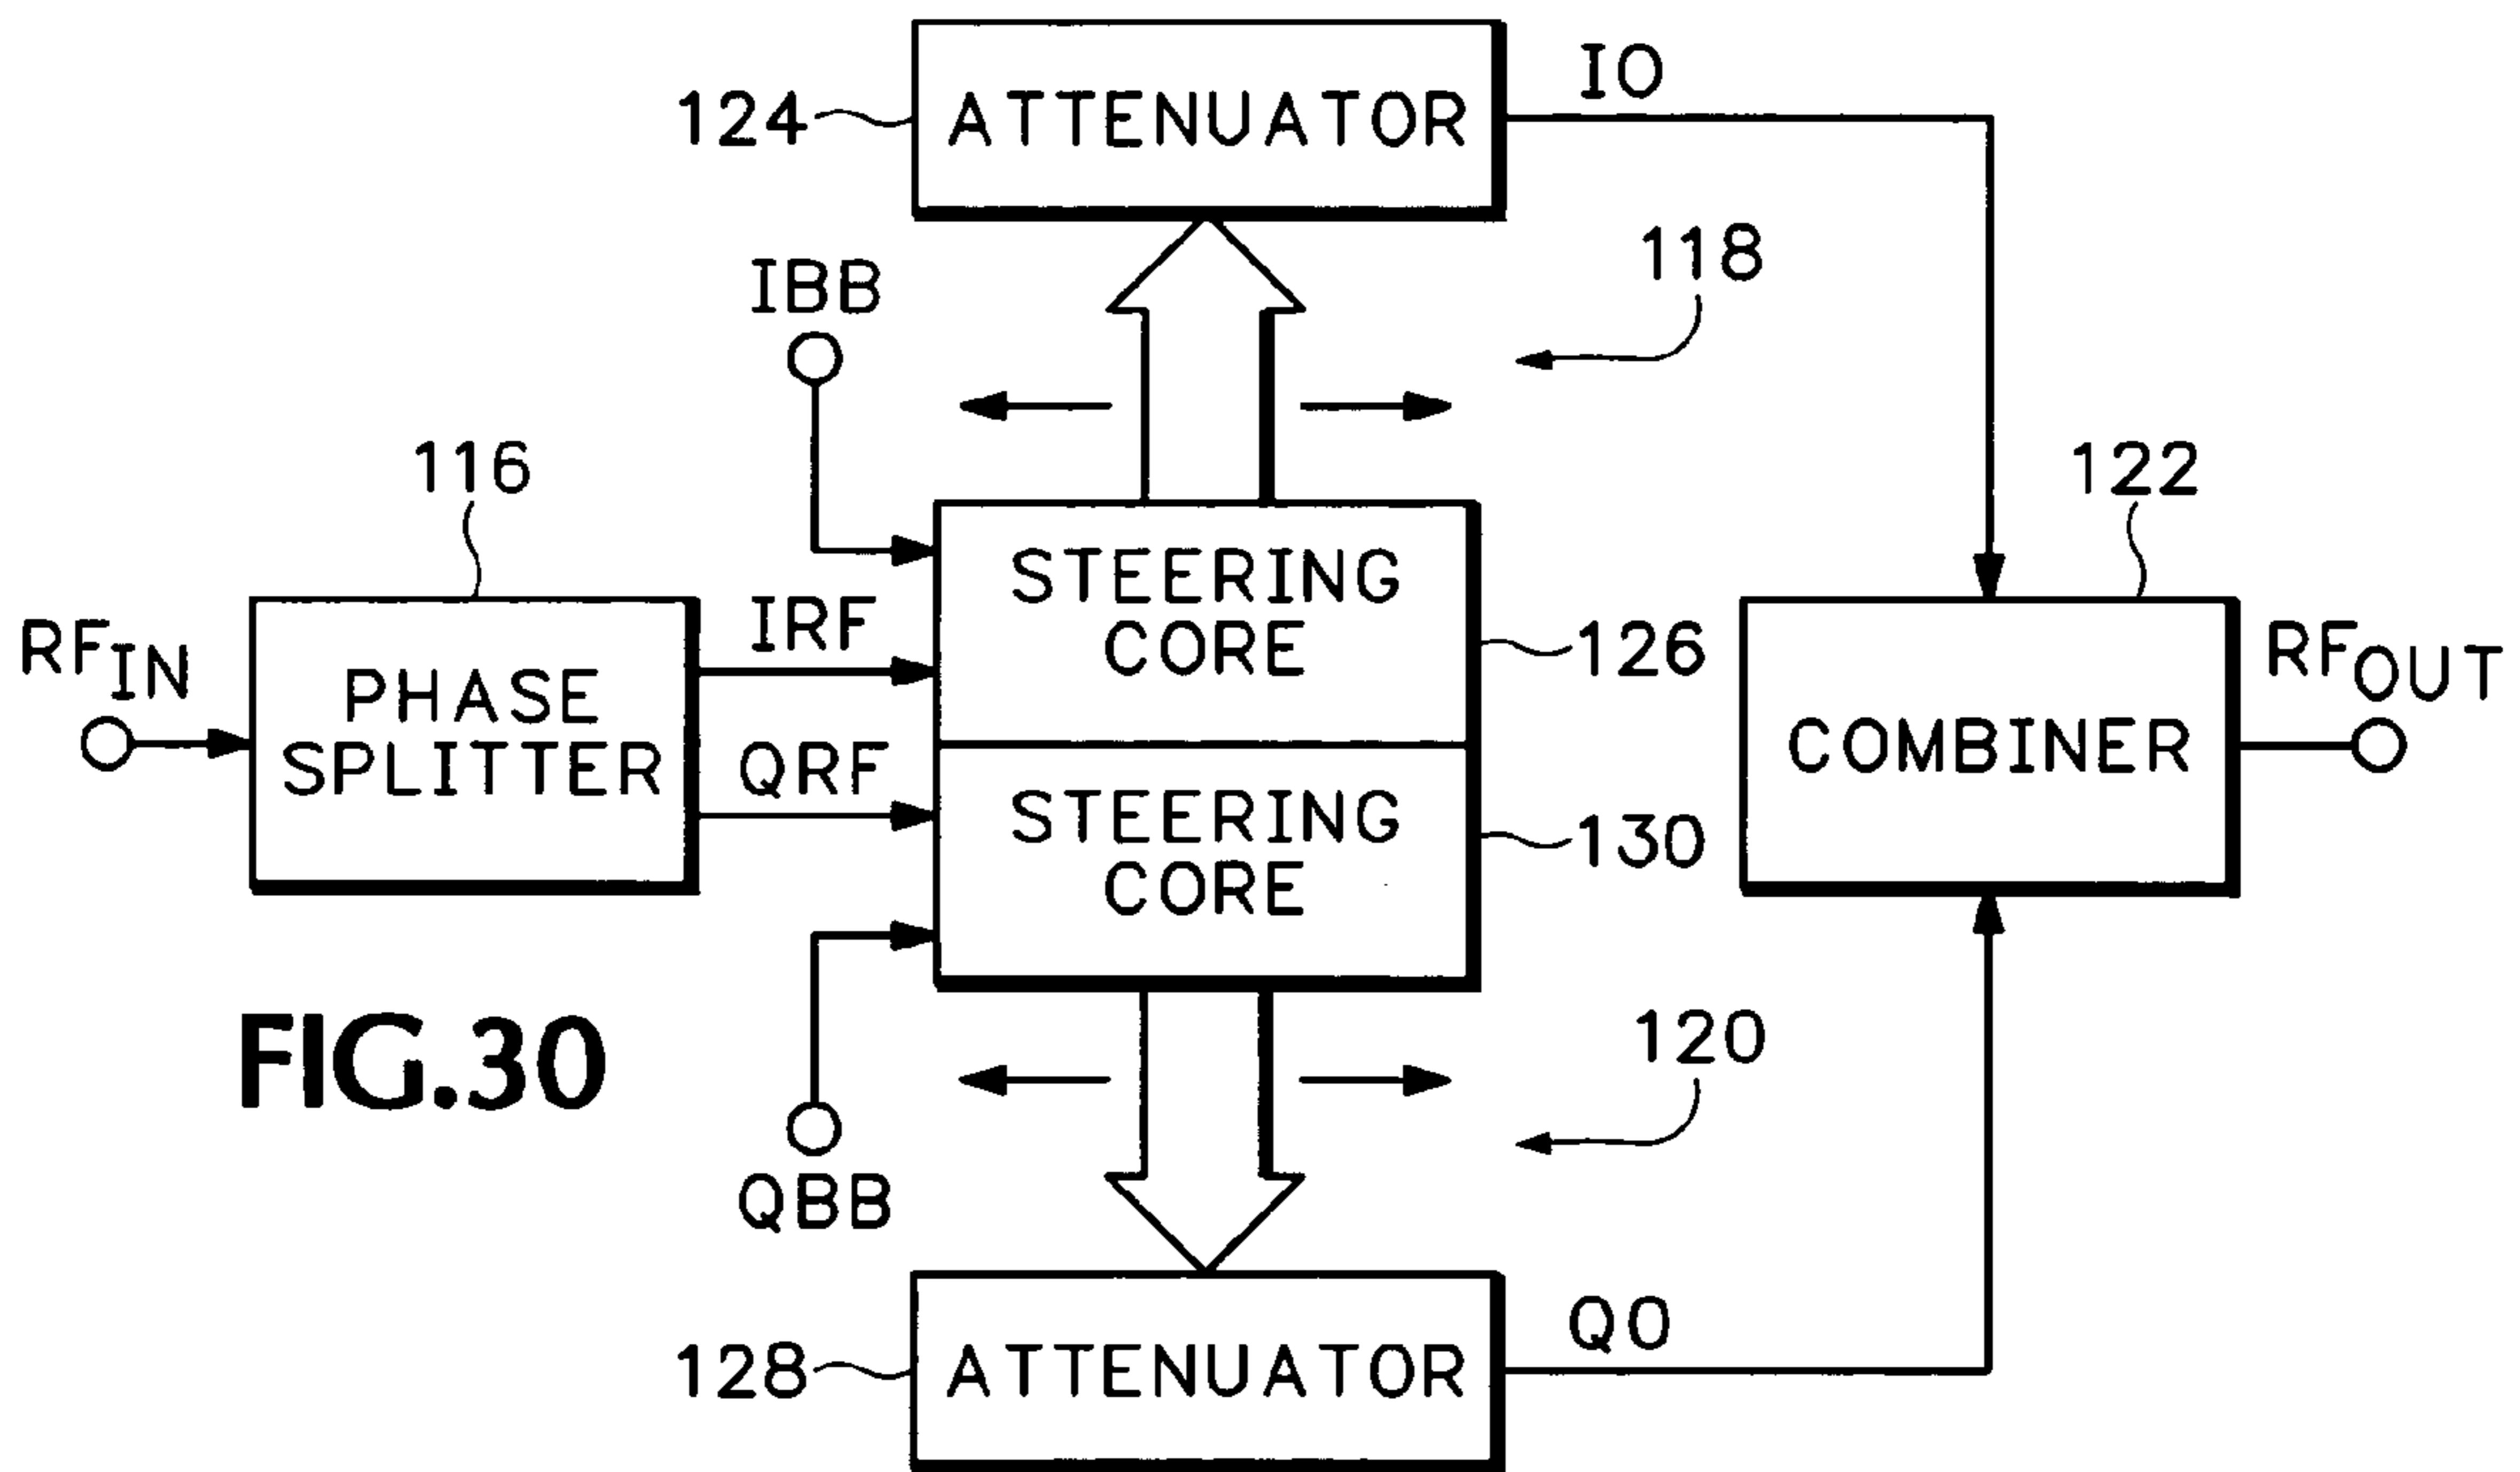 124
ATTENUATOR
IO
118
IBB
116
122
RFIN
PHASE
SPLITTER
IRF
QRF
STEERING
CORE
126
STEERING
CORE
130
COMBINER
RFOUT
FIG.30
120
QBB
QO
128
ATTENUATOR